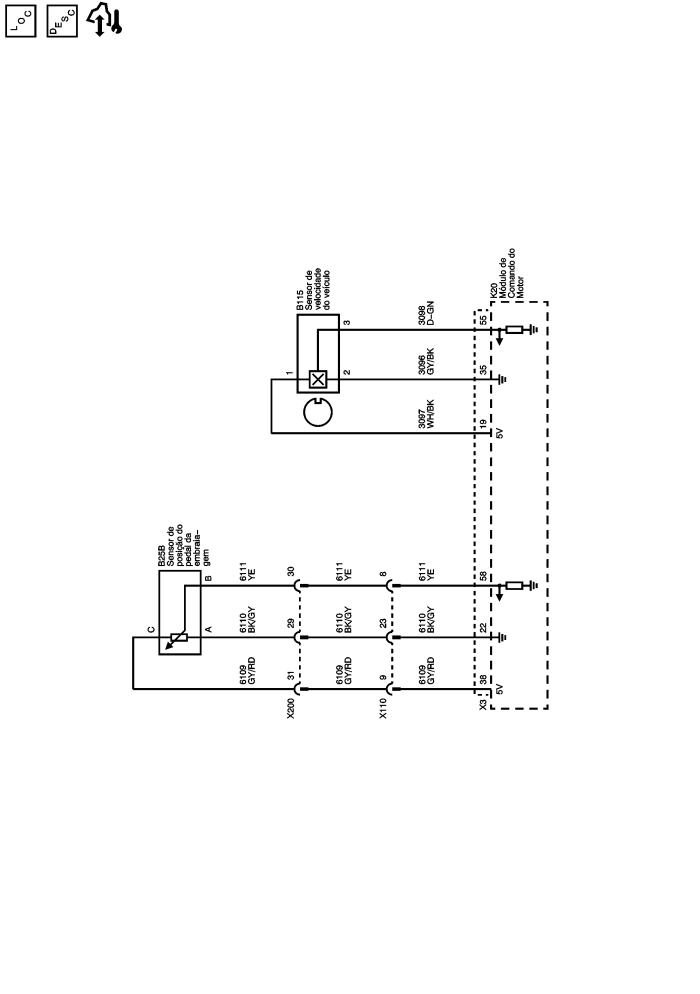 LOC
DESC
B115
Sensor de
velocidade
do veículo
K20
Módulo de
Comando do
Motor
1
3
2
3098
D-GN
55
3096
GY/BK
35
3097
WH/BK
19
5V
B25B
Sensor de
posição do
pedal da
embraia-
gem
C
B
A
6111
YE
30
6111
YE
8
6111
YE
58
6110
BK/GY
29
6110
BK/GY
23
6110
BK/GY
22
6109
GY/RD
31
6109
GY/RD
9
6109
GY/RD
38
5V
X200
X110
X3